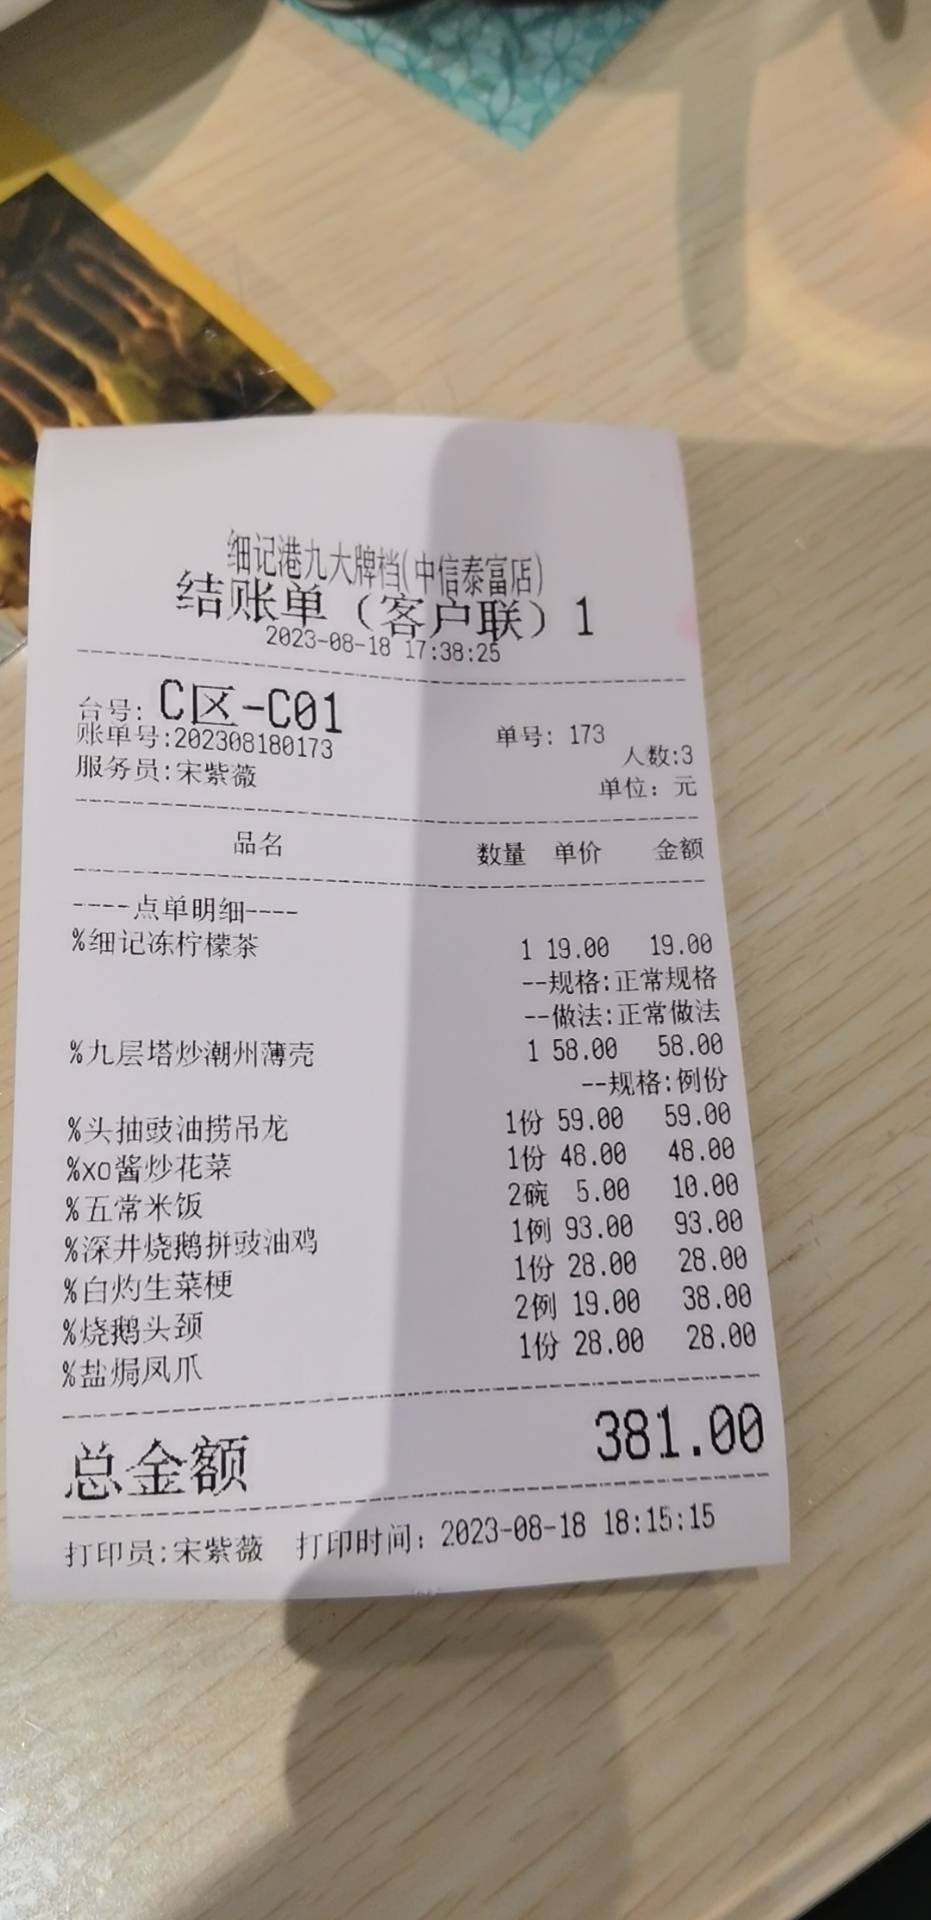 细记港九大牌档(中信泰富店)
结账单（客户联）1
2023-08-18 17:38:25
台号: C区-C01
账单号:202308180173 单号: 173
人数:3
服务员:宋紫薇 单位: 元
品名 数量 单价 金额
----点单明细----
%细记冻柠檬茶 1 19.00 19.00
--规格:正常规格
--做法:正常做法
%九层塔炒潮州薄壳 1 58.00 58.00
--规格:例份
%头抽豉油捞吊龙 1份 59.00 59.00
%xo酱炒花菜 1份 48.00 48.00
%五常米饭 2碗 5.00 10.00
%深井烧鹅拼豉油鸡 1例 93.00 93.00
%白灼生菜梗 1份 28.00 28.00
%烧鹅头颈 2例 19.00 38.00
%盐焗凤爪 1份 28.00 28.00
总金额 381.00
打印员:宋紫薇 打印时间: 2023-08-18 18:15:15